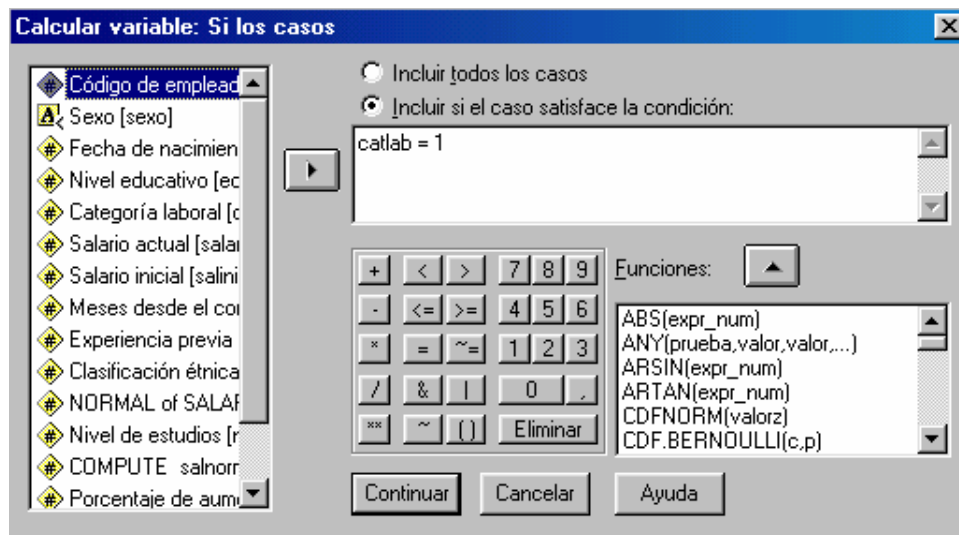 Calcular variable: Si los casos
Código de emplead
Sexo [sexo]
Fecha de nacimien
Nivel educativo [ec
Categoría laboral [c
Salario actual [salar
Salario inicial [salini
Meses desde el cor
Experiencia previa
Clasificación étnica
NORMAL of SALAR
Nivel de estudios [r
COMPUTE salnorr
Porcentaje de aume
Incluir todos los casos
Incluir si el caso satisface la condición:
catlab = 1
+ < > 7 8 9
- <= >= 4 5 6
* = ~= 1 2 3
/ & | 0 ,
** ~ () Eliminar
Funciones:
ABS(expr_num)
ANY(prueba,valor,valor,...)
ARSIN(expr_num)
ARTAN(expr_num)
CDFNORM(valorz)
CDF.BERNOULLI(c,p)
Continuar Cancelar Ayuda